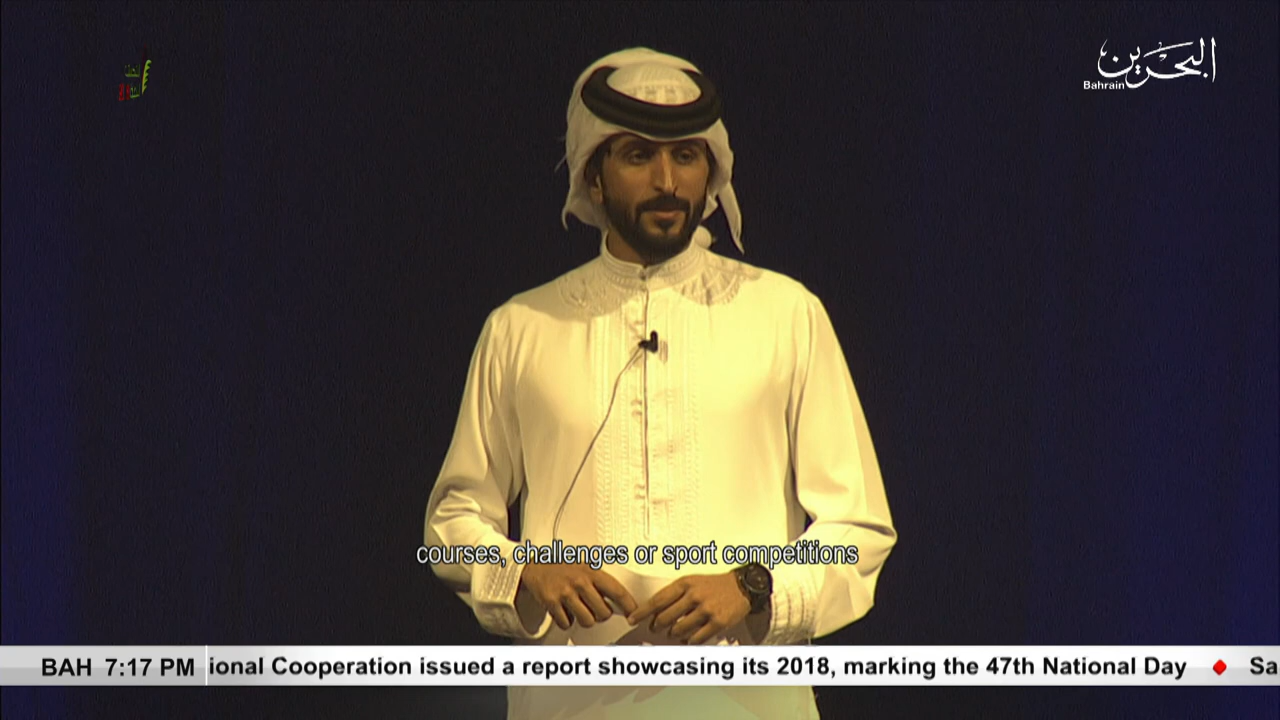 البحرين
Bahrain
courses, challenges or sport competitions
BAH 7:17 PM ional Cooperation issued a report showcasing its 2018, marking the 47th National Day Sa